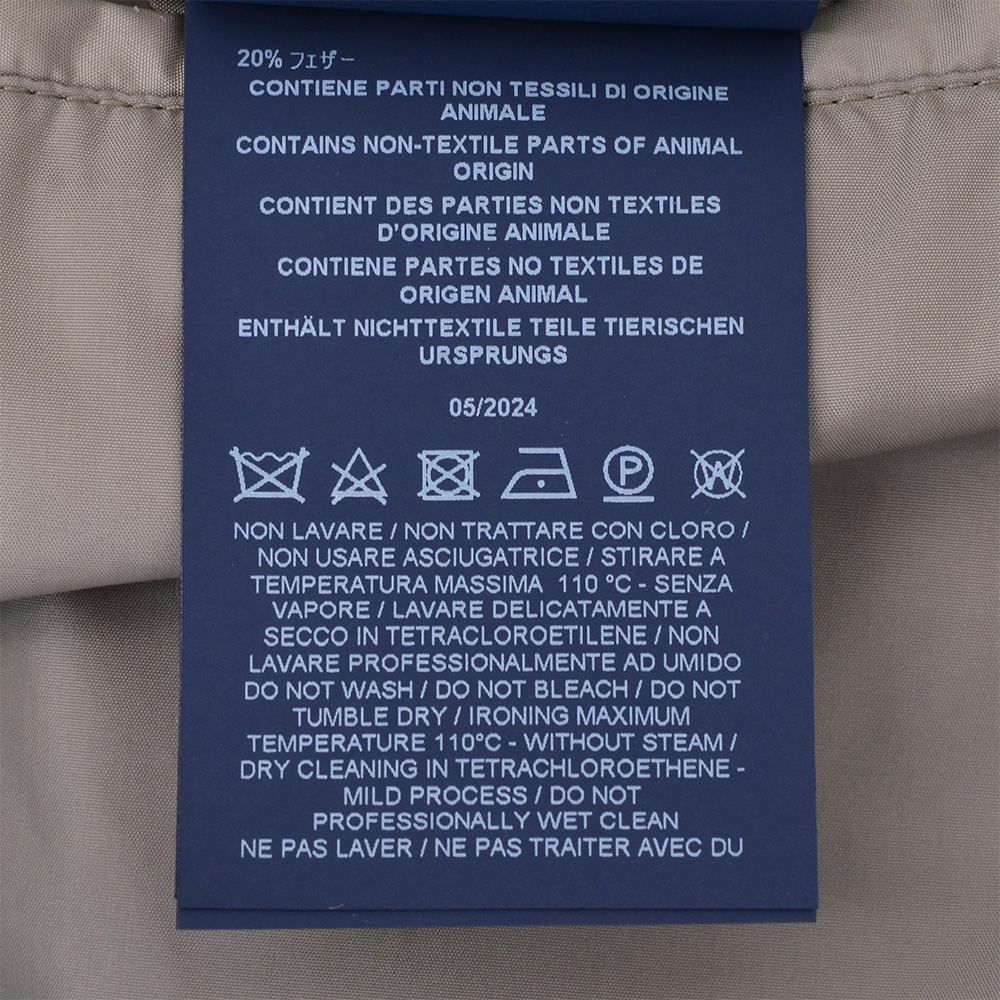 20% フェザー
CONTIENE PARTI NON TESSILI DI ORIGINE
ANIMALE
CONTAINS NON-TEXTILE PARTS OF ANIMAL
ORIGIN
CONTIENT DES PARTIES NON TEXTILES
D'ORIGINE ANIMALE
CONTIENE PARTES NO TEXTILES DE
ORIGEN ANIMAL
ENTHÄLT NICHTTEXTILE TEILE TIERISCHEN
URSPRUNGS
05/2024
P W
NON LAVARE / NON TRATTARE CON CLORO /
NON USARE ASCIUGATRICE / STIRARE A
TEMPERATURA MASSIMA 110 °C - SENZA
VAPORE / LAVARE DELICATAMENTE A
SECCO IN TETRACLOROETILENE / NON
LAVARE PROFESSIONALMENTE AD UMIDO
DO NOT WASH / DO NOT BLEACH / DO NOT
TUMBLE DRY / IRONING MAXIMUM
TEMPERATURE 110°C - WITHOUT STEAM /
DRY CLEANING IN TETRACHLOROETHENE -
MILD PROCESS / DO NOT
PROFESSIONALLY WET CLEAN
NE PAS LAVER / NE PAS TRAITER AVEC DU